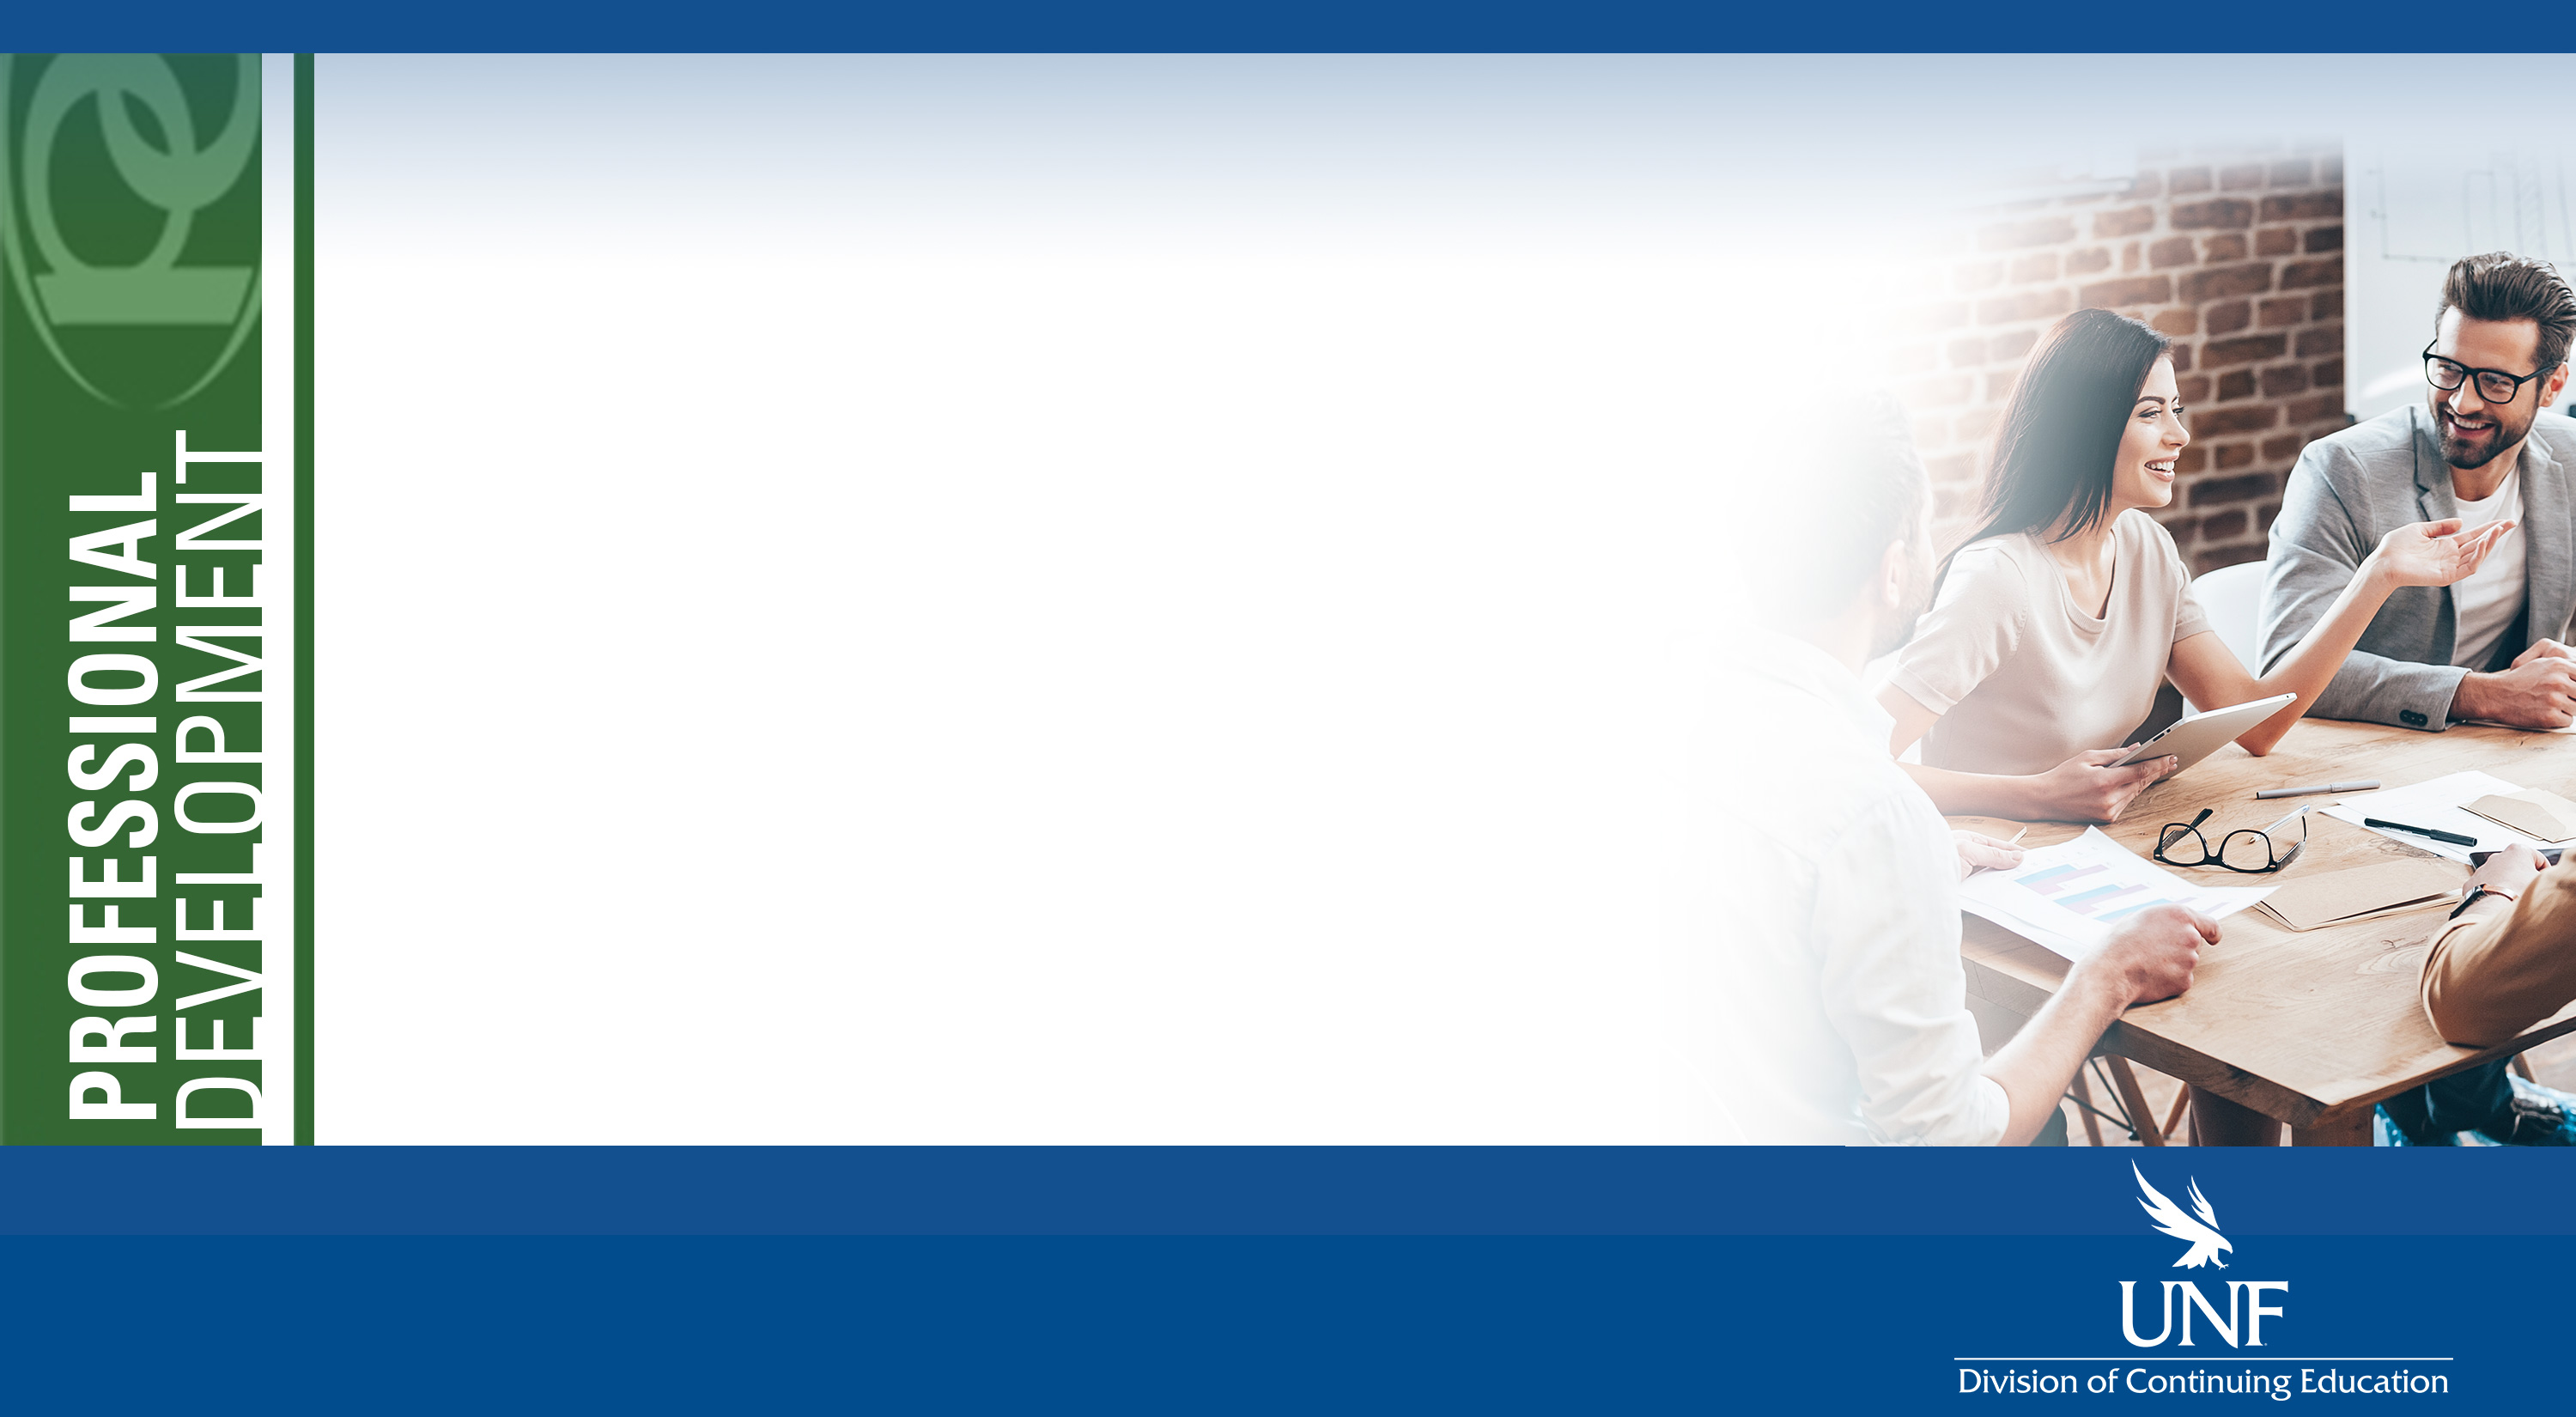 PROFESSIONAL
DEVELOPMENT
UNF
Division of Continuing Education